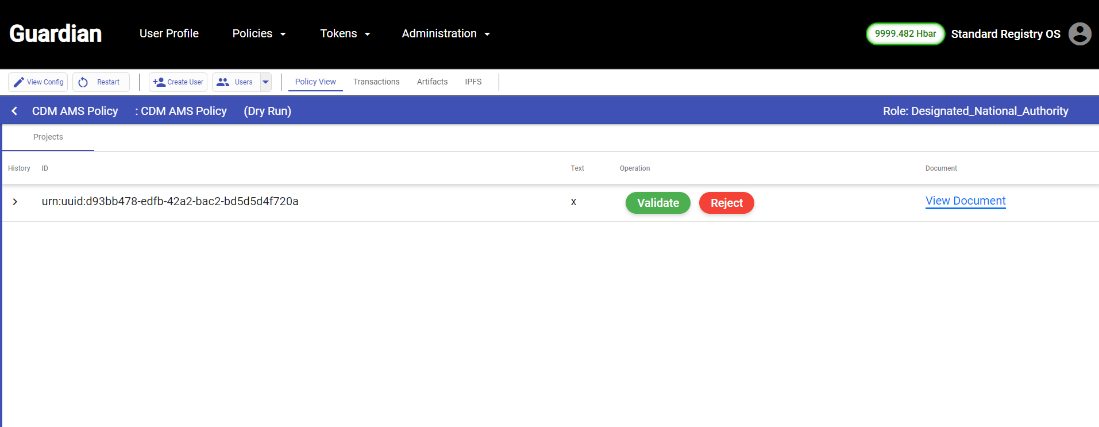 Guardian User Profile Policies Tokens Administration 9999.482 Hbar Standard Registry OS
View Config Restart Create User Users Policy View Transactions Artifacts IPFS
CDM AMS Policy : CDM AMS Policy (Dry Run) Role: Designated_National_Authority
Projects
History ID Text Operation Document
urn:uuid:d93bb478-edfb-42a2-bac2-bd5d5d4f720a x Validate Reject View Document